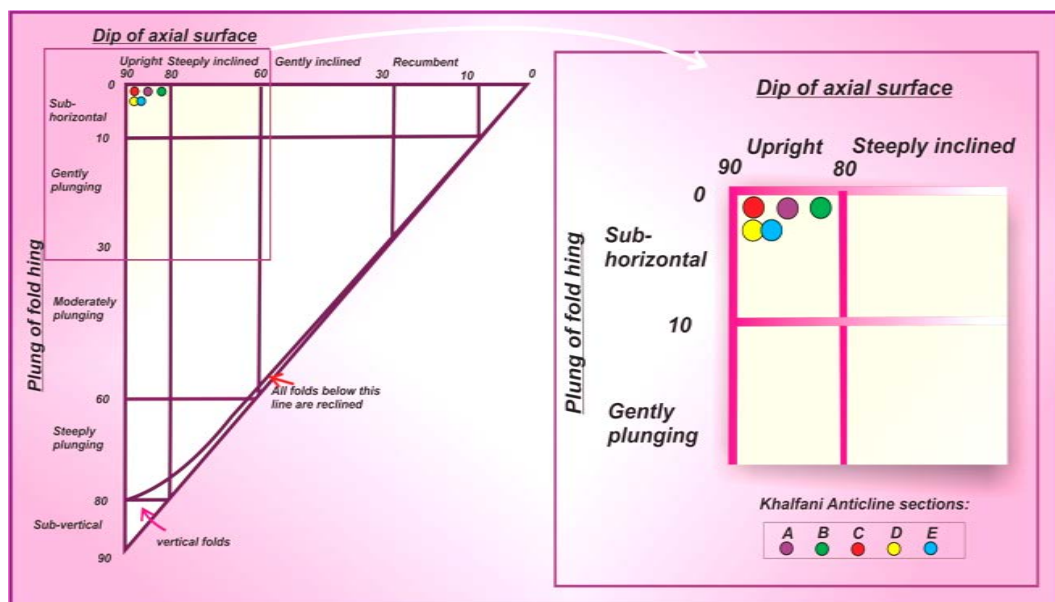 Dip of axial surface
Upright Steeply inclined Gently inclined Recumbent
90 80 60 30 10 0
0
Sub-
horizontal
10
Gently
plunging
30
Moderately
plunging
60
Steeply
plunging
80
Sub-vertical
90
Plung of fold hing
All folds below this
line are reclined
vertical folds
Dip of axial surface
Upright Steeply inclined
90 80
0
Sub-
horizontal
10
Gently
plunging
Plung of fold hing
Khalfani Anticline sections:
A B C D E